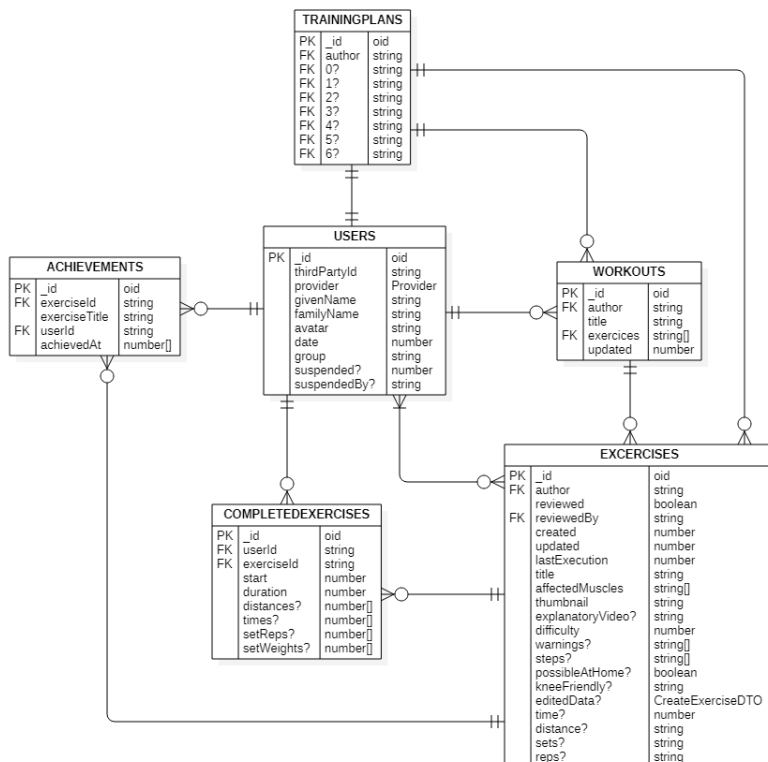 TRAININGPLANS
PK _id oid
FK author string
FK 0? string
FK 1? string
FK 2? string
FK 3? string
FK 4? string
FK 5? string
FK 6? string
USERS
PK _id oid
thirdPartyId string
provider Provider
givenName string
familyName string
avatar string
date number
group string
suspended? number
suspendedBy? string
ACHIEVEMENTS
PK _id oid
FK exerciseId string
exerciseTitle string
FK userId string
achievedAt number[]
WORKOUTS
PK _id oid
FK author string
title string
FK exercices string[]
updated number
COMPLETEDEXERCISES
PK _id oid
FK userId string
FK exerciseId string
start number
duration number
distances? number[]
times? number[]
setReps? number[]
setWeights? number[]
EXCERCISES
PK _id oid
FK author string
reviewed boolean
FK reviewedBy string
created number
updated number
lastExecution number
title string
affectedMuscles string[]
thumbnail string
explanatoryVideo? string
difficulty number
warnings? string[]
steps? string[]
possibleAtHome? boolean
kneeFriendly? string
editedData? CreateExerciseDTO
time? number
distance? string
sets? string
reps? string